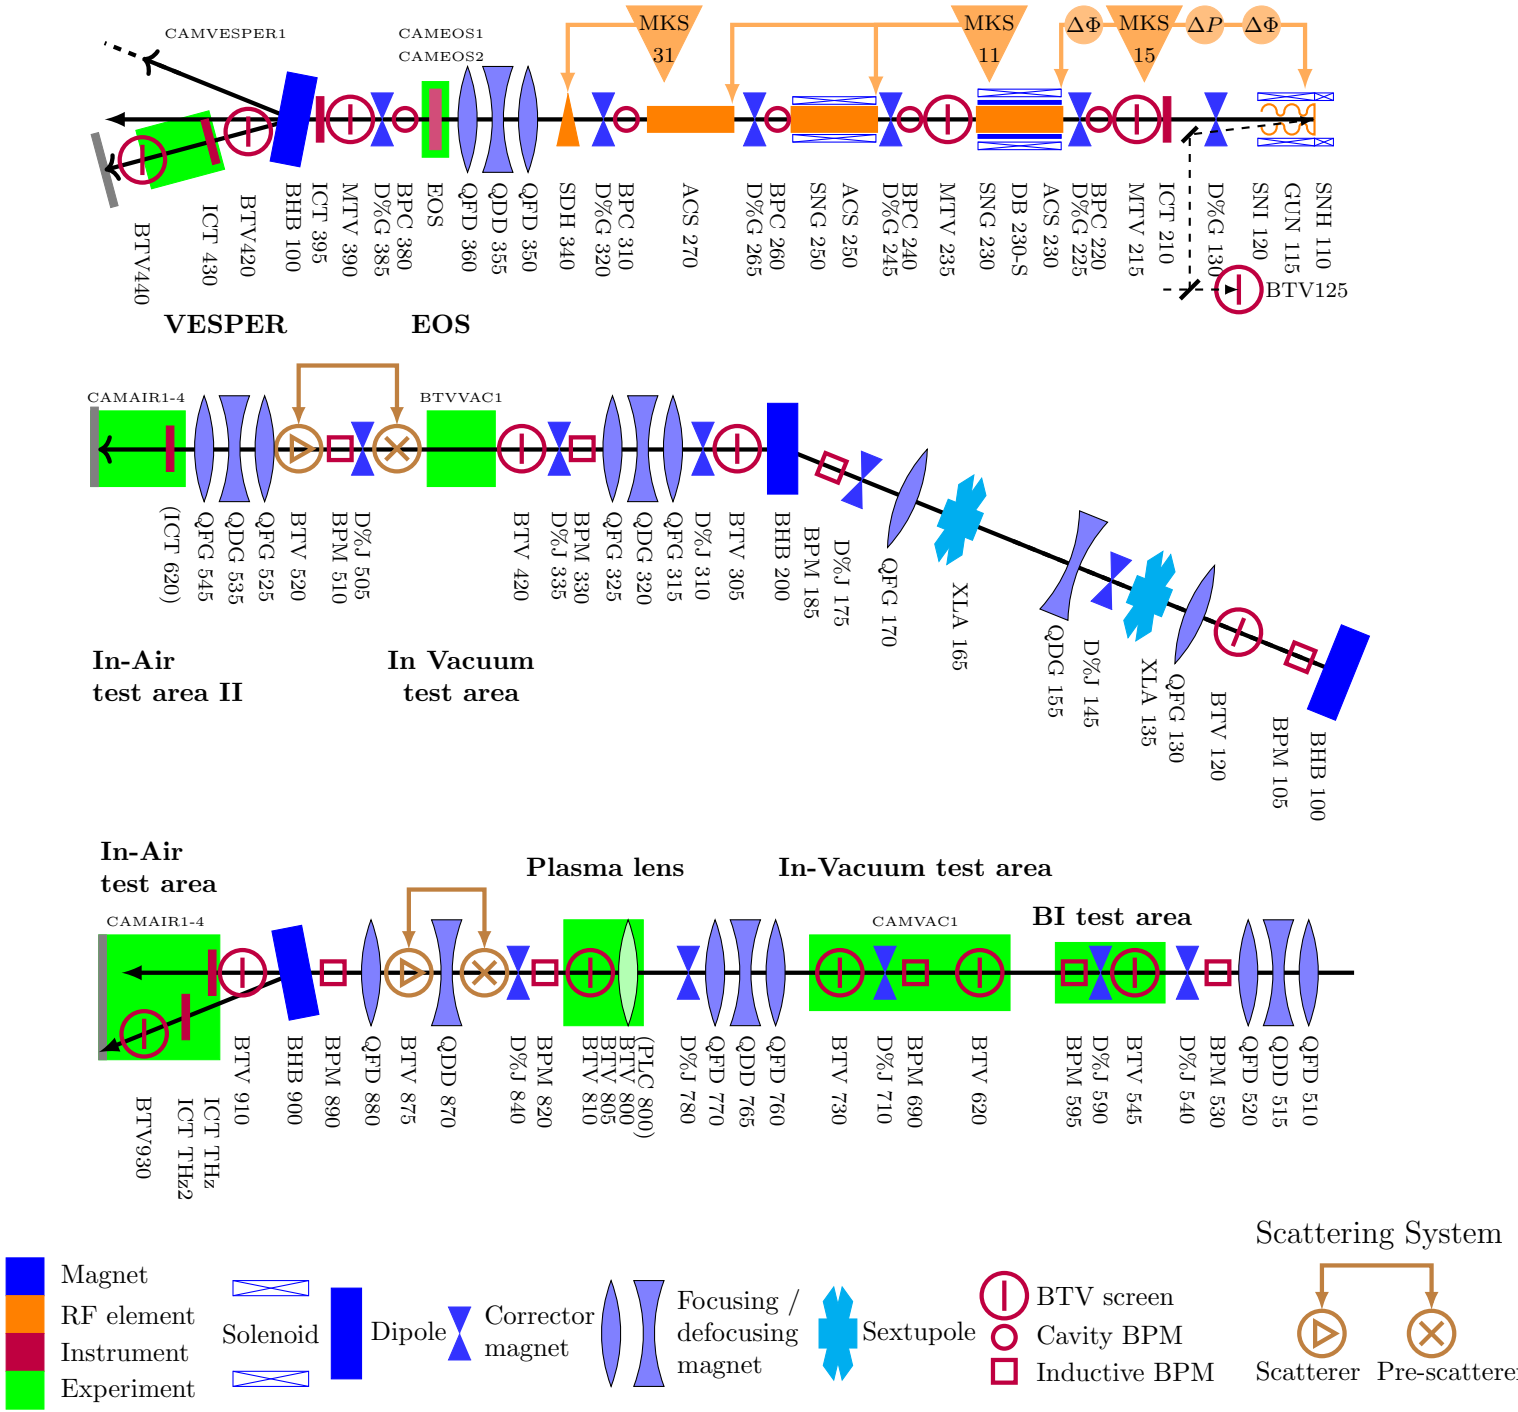 MKS
31
MKS
11
ΔΦ
MKS
15
ΔP
ΔΦ
CAMVESPER1
CAMEOS1
CAMEOS2
BTV440
ICT 430
BTV420
BHB 100
ICT 395
MTV 390
D%G 385
BPC 380
EOS
QFD 360
QDD 355
QFD 350
SDH 340
D%G 320
BPC 310
ACS 270
D%G 265
BPC 260
SNG 250
ACS 250
D%G 245
BPC 240
MTV 235
SNG 230
DB 230-S
ACS 230
D%G 225
BPC 220
MTV 215
ICT 210
D%G 130
SNI 120
GUN 115
SNH 110
BTV125
VESPER
EOS
CAMAIR1-4
BTVVAC1
(ICT 620)
QFG 545
QDG 535
QFG 525
BTV 520
BPM 510
D%J 505
BTV 420
D%J 335
BPM 330
QFG 325
QDG 320
QFG 315
D%J 310
BTV 305
BHB 200
BPM 185
D%J 175
QFG 170
XLA 165
QDG 155
D%J 145
XLA 135
QFG 130
BTV 120
BPM 105
BHB 100
In-Air
test area II
In Vacuum
test area
In-Air
test area
Plasma lens
In-Vacuum test area
BI test area
CAMAIR1-4
CAMVAC1
BTV930
ICT THz2
ICT THz
BTV 910
BHB 900
BPM 890
QFD 880
BTV 875
QDD 870
D%J 840
BPM 820
BTV 810
BTV 805
BTV 800
(PLC 800)
D%J 780
QFD 770
QDD 765
QFD 760
BTV 730
D%J 710
BPM 690
BTV 620
BPM 595
D%J 590
BTV 545
D%J 540
BPM 530
QFD 520
QDD 515
QFD 510
Magnet
RF element
Instrument
Experiment
Solenoid
Dipole
Corrector
magnet
Focusing /
defocusing
magnet
Sextupole
BTV screen
Cavity BPM
Inductive BPM
Scattering System
Scatterer
Pre-scatterer